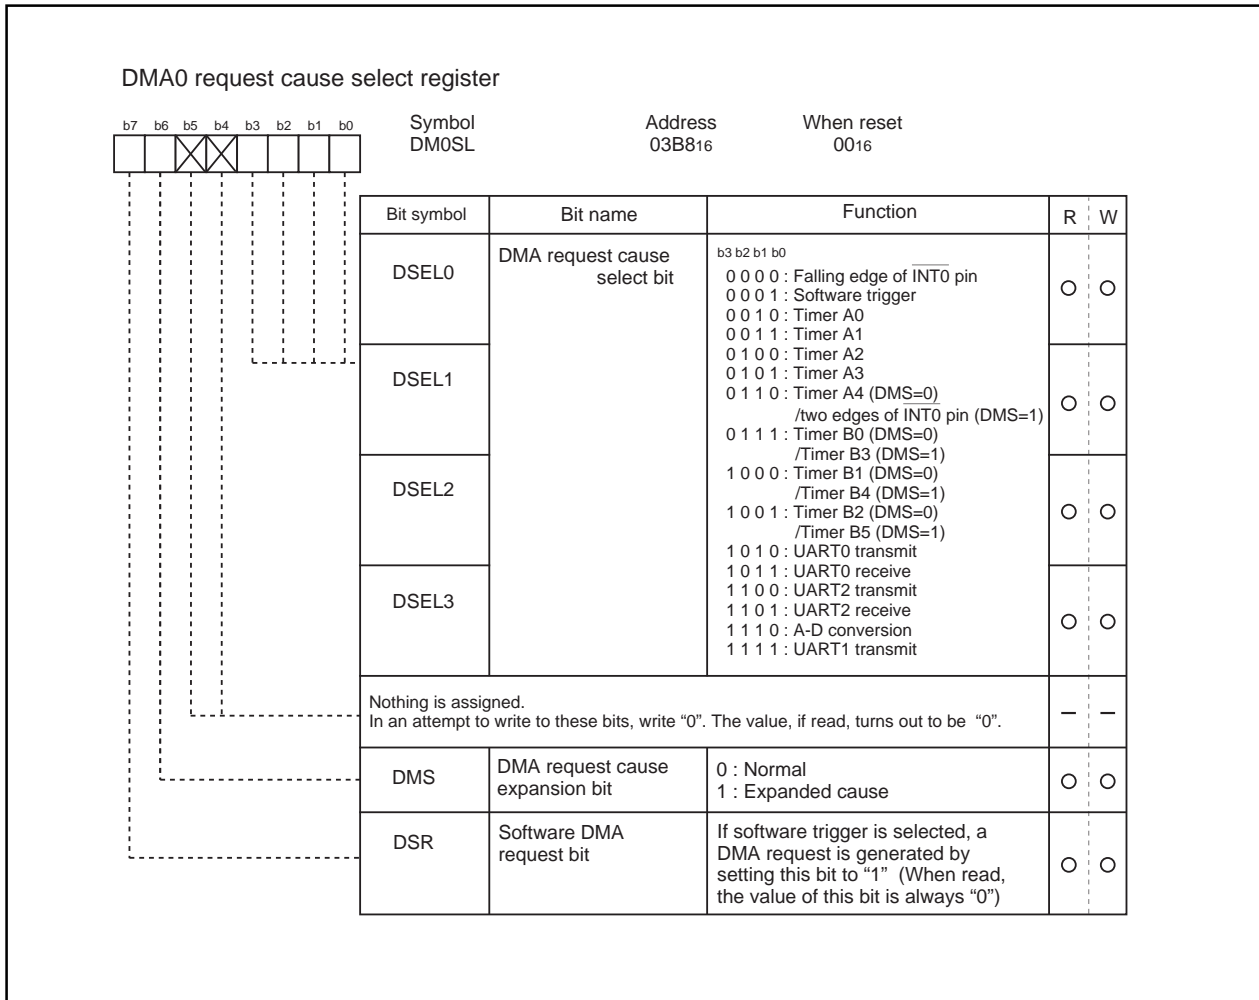 DMA0 request cause select register
b7 b6 b5 b4 b3 b2 b1 b0
Symbol Address When reset
DM0SL 03B816 0016
Bit symbol Bit name Function R W
DSEL0
DMA request cause
select bit
b3 b2 b1 b0
0 0 0 0 : Falling edge of INT0 pin
0 0 0 1 : Software trigger
0 0 1 0 : Timer A0
0 0 1 1 : Timer A1
0 1 0 0 : Timer A2
0 1 0 1 : Timer A3
0 1 1 0 : Timer A4 (DMS=0)
/two edges of INT0 pin (DMS=1)
0 1 1 1 : Timer B0 (DMS=0)
/Timer B3 (DMS=1)
1 0 0 0 : Timer B1 (DMS=0)
/Timer B4 (DMS=1)
1 0 0 1 : Timer B2 (DMS=0)
/Timer B5 (DMS=1)
1 0 1 0 : UART0 transmit
1 0 1 1 : UART0 receive
1 1 0 0 : UART2 transmit
1 1 0 1 : UART2 receive
1 1 1 0 : A-D conversion
1 1 1 1 : UART1 transmit
DSEL1
DSEL2
DSEL3
Nothing is assigned.
In an attempt to write to these bits, write “0”. The value, if read, turns out to be “0”.
DMS
DMA request cause
expansion bit
0 : Normal
1 : Expanded cause
DSR
Software DMA
request bit
If software trigger is selected, a
DMA request is generated by
setting this bit to “1” (When read,
the value of this bit is always “0”)